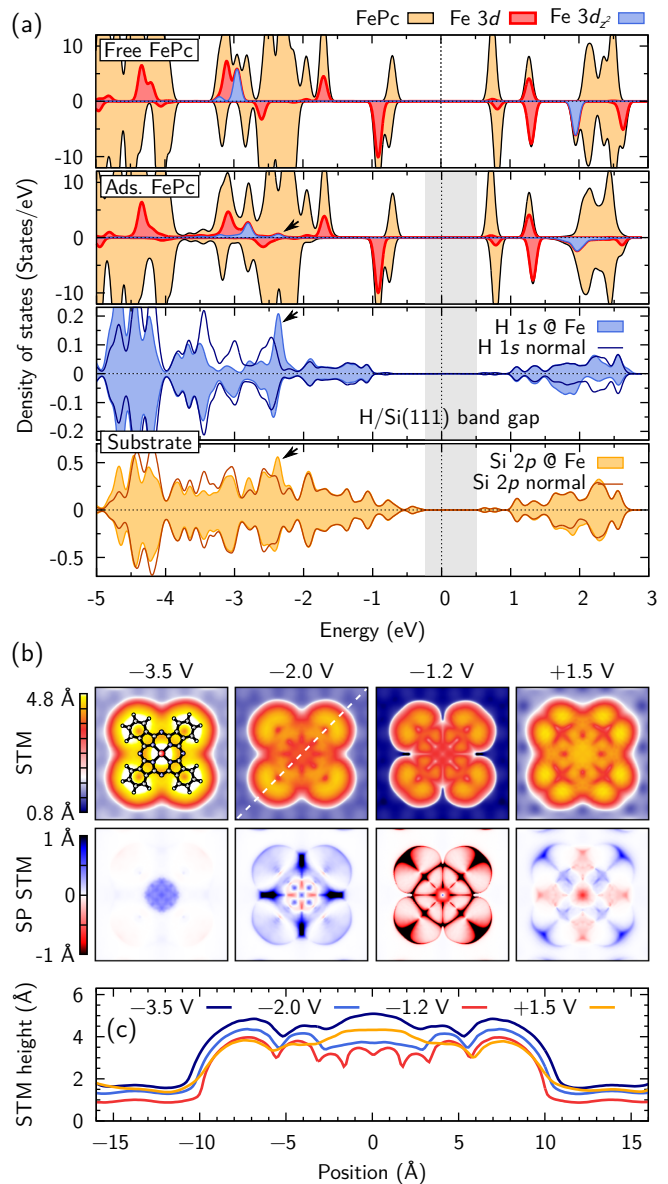 (a)
FePc Fe 3d Fe 3d_z²
Free FePc
10
0
-10
Ads. FePc
10
0
-10
Density of states (States/eV)
0.2
0.1
0
-0.1
-0.2
H 1s @ Fe
H 1s normal
H/Si(111) band gap
Substrate
0.5
0
-0.5
Si 2p @ Fe
Si 2p normal
-5 -4 -3 -2 -1 0 1 2 3
Energy (eV)
(b)
−3.5 V −2.0 V −1.2 V +1.5 V
4.8 Å
STM
0.8 Å
1 Å
SP STM
0
-1 Å
(c)
−3.5 V −2.0 V −1.2 V +1.5 V
STM height (Å)
6
4
2
0
−15 −10 −5 0 5 10 15
Position (Å)